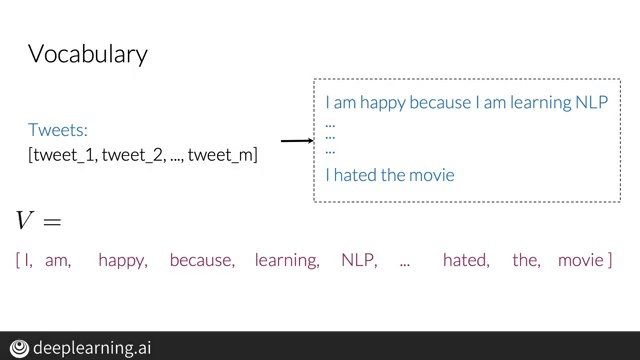 Vocabulary
Tweets:
[tweet_1, tweet_2, ..., tweet_m]
I am happy because I am learning NLP
...
...
...
I hated the movie
V =
[ I, am, happy, because, learning, NLP, ... hated, the, movie ]
deeplearning.ai